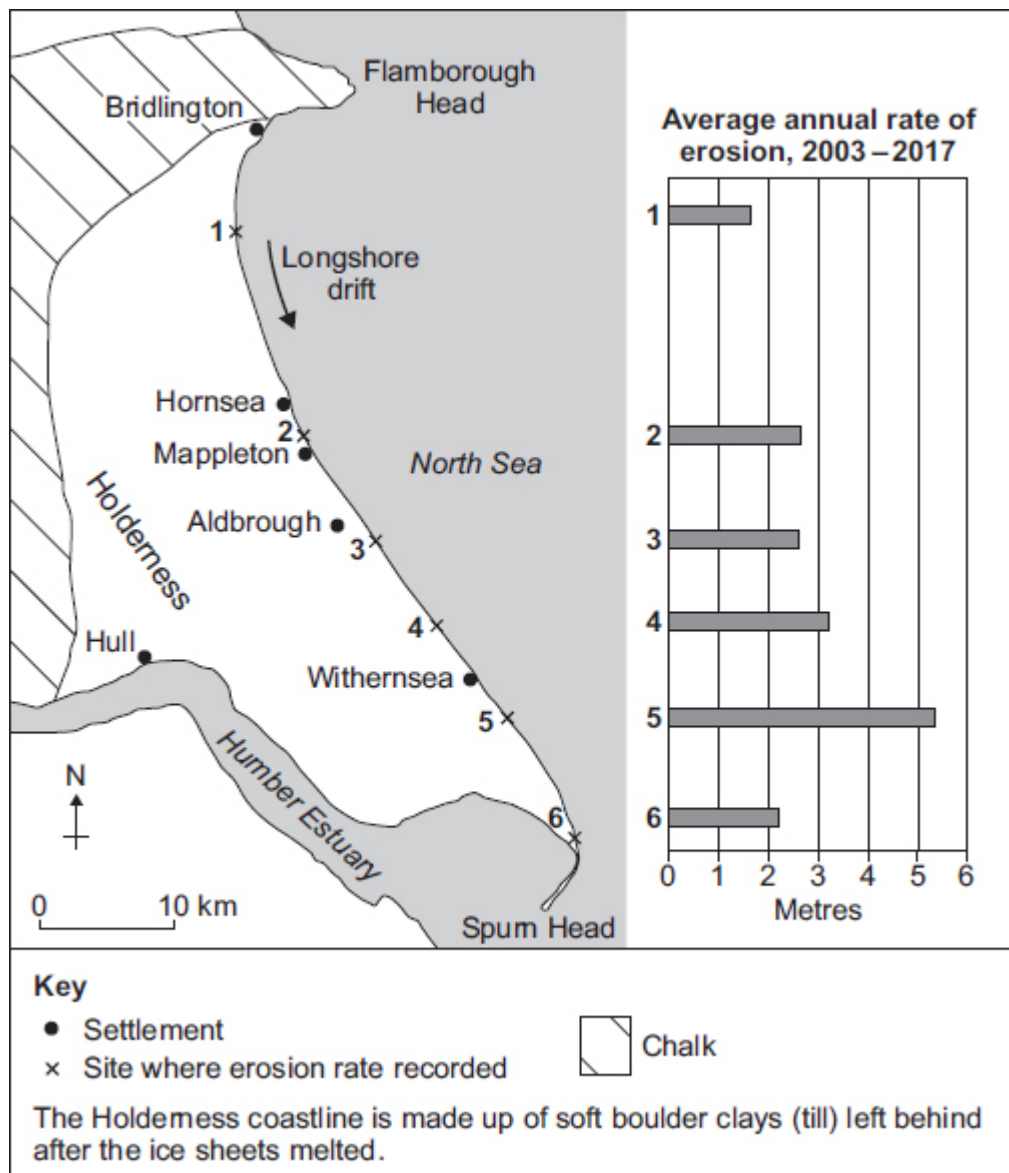 Flamborough
Head
Bridlington
1
Longshore
drift
Hornsea
2
Mappleton
North Sea
Aldbrough
3
Holderness
4
Hull
Withernsea
5
Humber Estuary
N
6
0 10 km
Spurn Head
Average annual rate of
erosion, 2003 – 2017
1
2
3
4
5
6
0 1 2 3 4 5 6
Metres
Key
Settlement
Site where erosion rate recorded
Chalk
The Holderness coastline is made up of soft boulder clays (till) left behind
after the ice sheets melted.